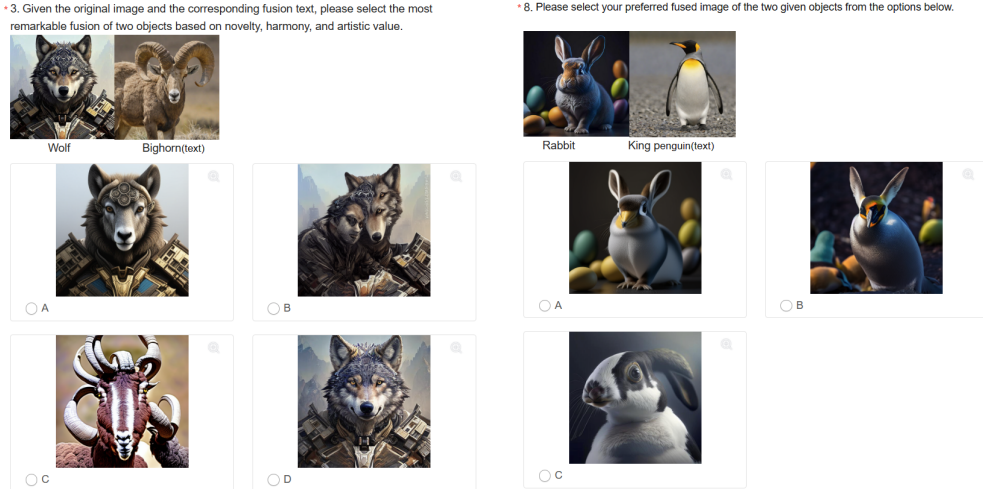 * 3. Given the original image and the corresponding fusion text, please select the most
remarkable fusion of two objects based on novelty, harmony, and artistic value.
Wolf
Bighorn(text)
A
B
C
D
* 8. Please select your preferred fused image of the two given objects from the options below.
Rabbit
King penguin(text)
A
B
C